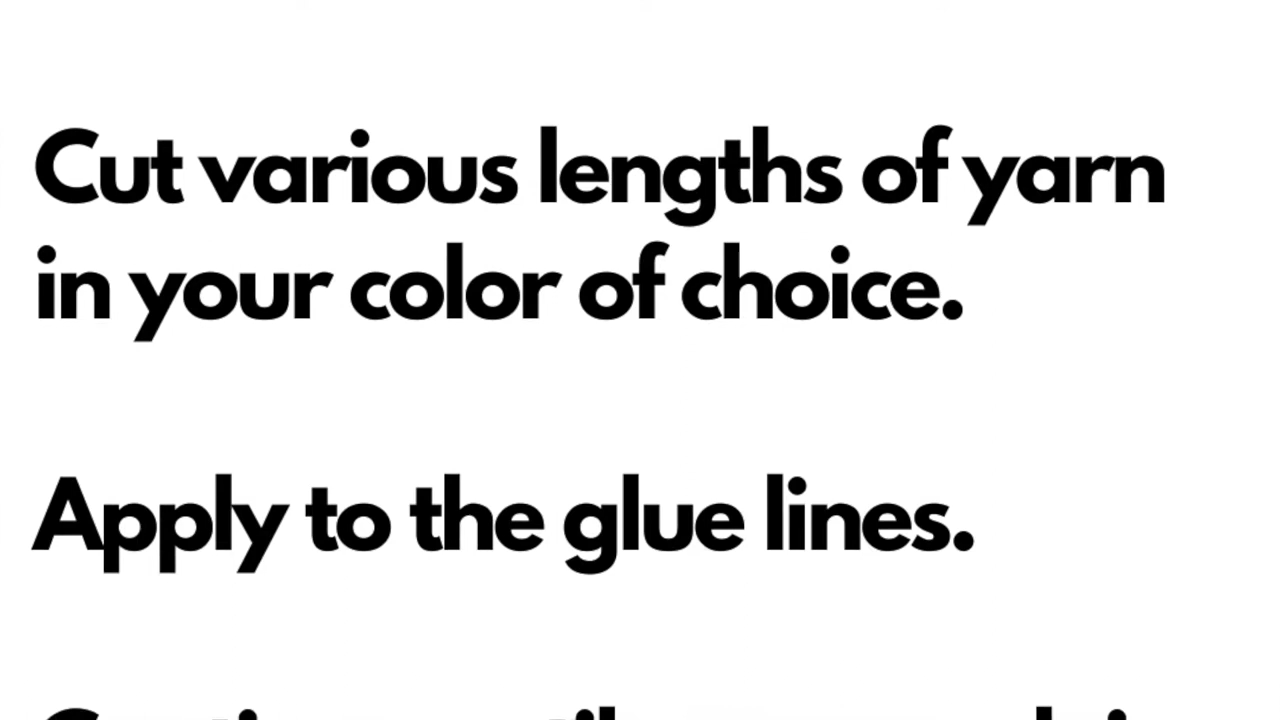 Cut various lengths of yarn
in your color of choice.
Apply to the glue lines.